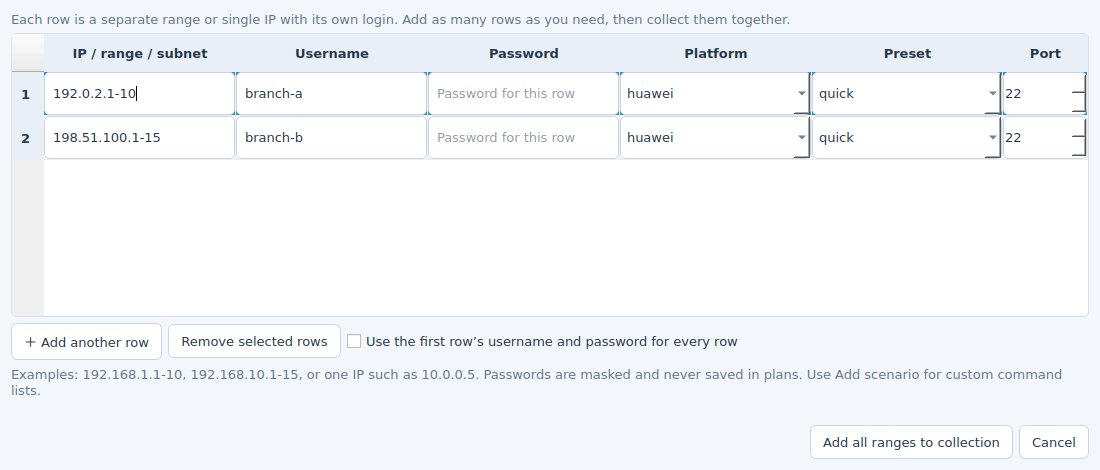 Each row is a separate range or single IP with its own login. Add as many rows as you need, then collect them together.
IP / range / subnet Username Password Platform Preset Port
1 192.0.2.1-10 branch-a Password for this row huawei quick 22
2 198.51.100.1-15 branch-b Password for this row huawei quick 22
+ Add another row Remove selected rows Use the first row’s username and password for every row
Examples: 192.168.1.1-10, 192.168.10.1-15, or one IP such as 10.0.0.5. Passwords are masked and never saved in plans. Use Add scenario for custom command
lists.
Add all ranges to collection Cancel